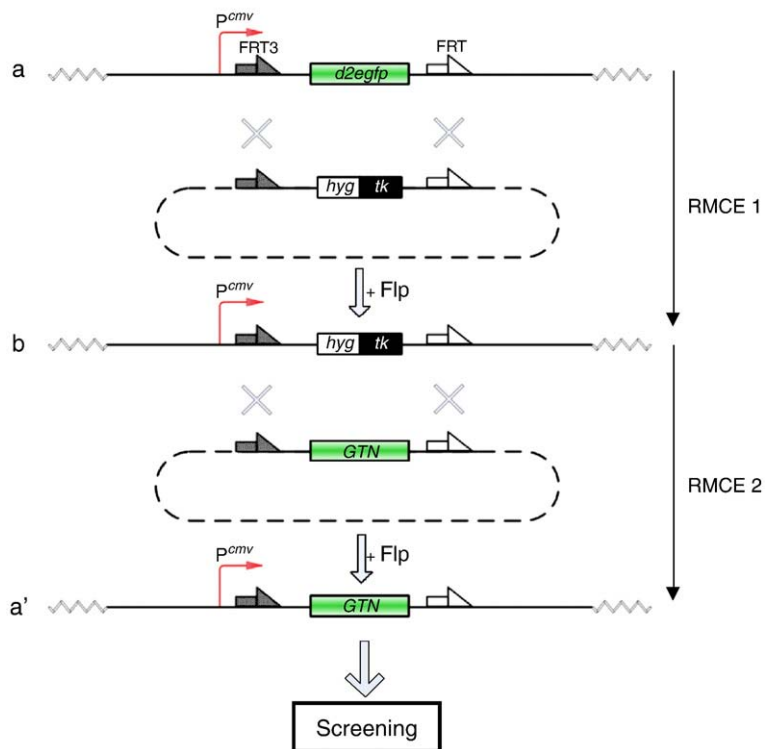 P^cmv
FRT3 FRT
a d2egfp
hyg tk
RMCE 1
+ Flp
P^cmv
b hyg tk
GTN
RMCE 2
+ Flp
P^cmv
a' GTN
Screening